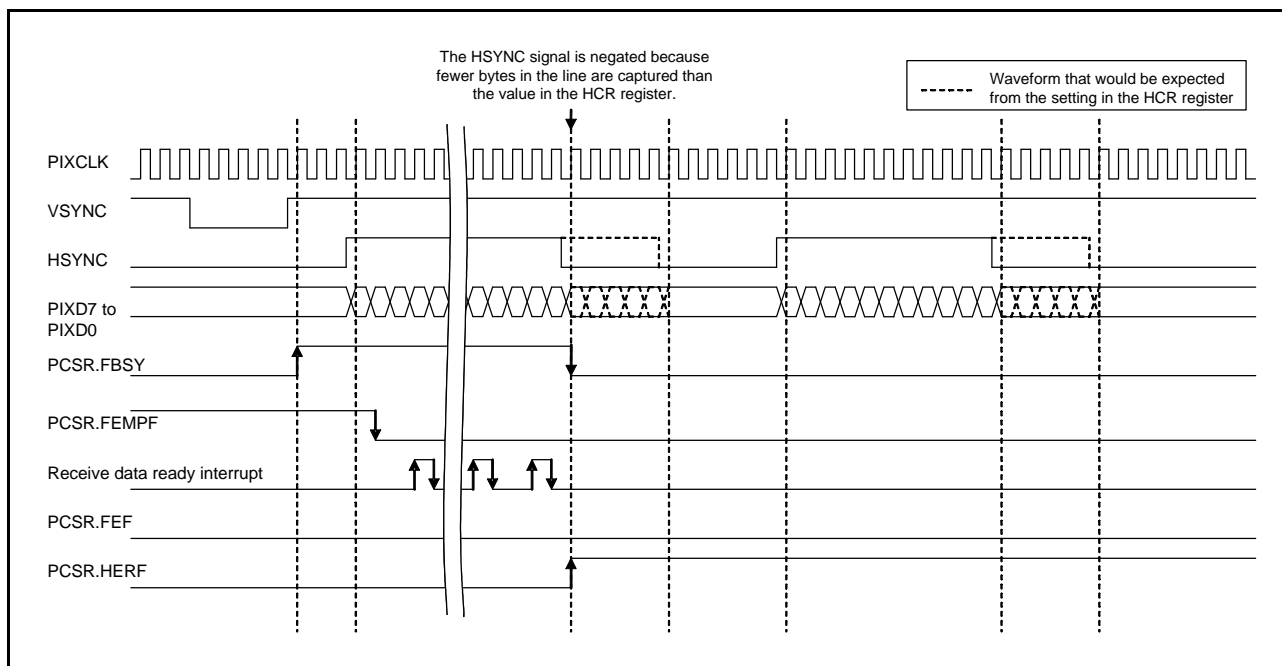 The HSYNC signal is negated because
fewer bytes in the line are captured than
the value in the HCR register.
Waveform that would be expected
from the setting in the HCR register
PIXCLK
VSYNC
HSYNC
PIXD7 to
PIXD0
PCSR.FBSY
PCSR.FEMPF
Receive data ready interrupt
PCSR.FEF
PCSR.HERF